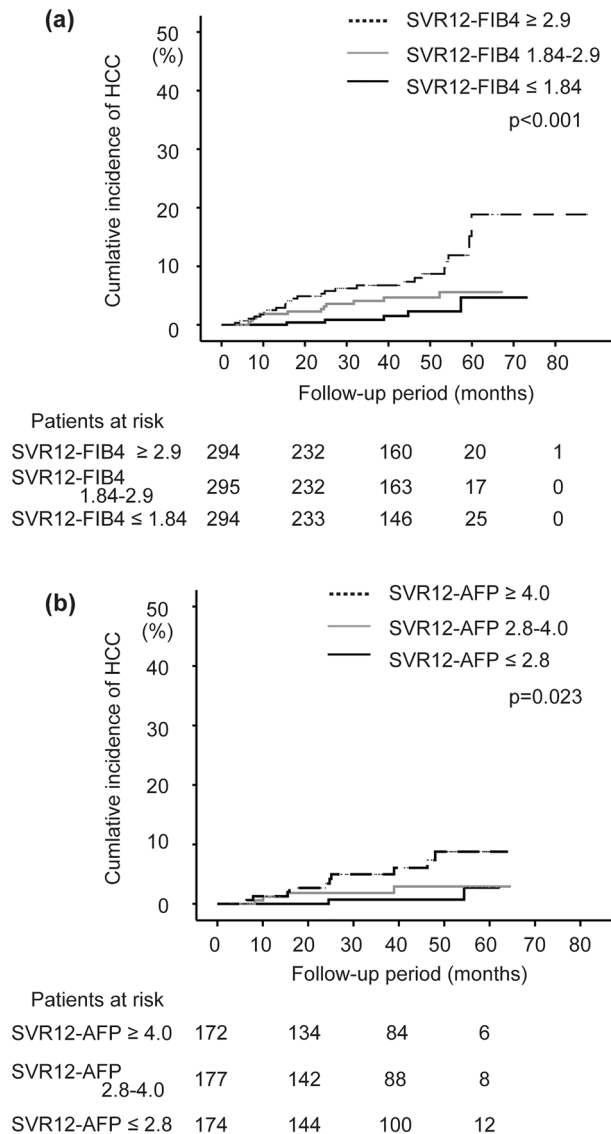 (a)
Cumlative incidence of HCC
50
(%)
40
30
20
10
0
SVR12-FIB4 ≥ 2.9
SVR12-FIB4 1.84-2.9
SVR12-FIB4 ≤ 1.84
p<0.001
0 10 20 30 40 50 60 70 80
Follow-up period (months)
Patients at risk
SVR12-FIB4 ≥ 2.9 294 232 160 20 1
SVR12-FIB4
1.84-2.9 295 232 163 17 0
SVR12-FIB4 ≤ 1.84 294 233 146 25 0
(b)
Cumlative incidence of HCC
50
(%)
40
30
20
10
0
SVR12-AFP ≥ 4.0
SVR12-AFP 2.8-4.0
SVR12-AFP ≤ 2.8
p=0.023
0 10 20 30 40 50 60 70 80
Follow-up period (months)
Patients at risk
SVR12-AFP ≥ 4.0 172 134 84 6
SVR12-AFP
2.8-4.0 177 142 88 8
SVR12-AFP ≤ 2.8 174 144 100 12